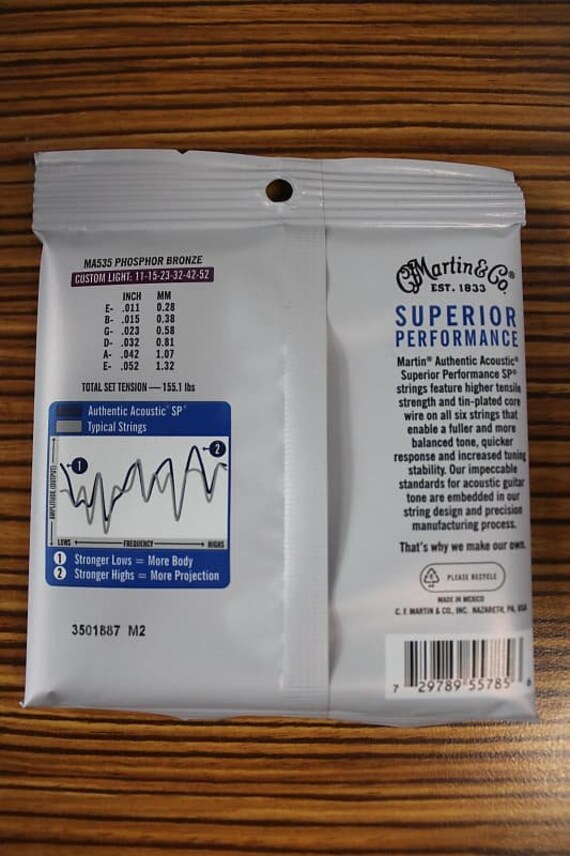 MA535 PHOSPHOR BRONZE
CUSTOM LIGHT: 11-15-23-32-42-52
INCH MM
E- .011 0.28
B- .015 0.38
G- .023 0.58
D- .032 0.81
A- .042 1.07
E- .052 1.32
TOTAL SET TENSION — 155.1 lbs
Authentic Acoustic™ SP®
Typical Strings
1
2
AMPLITUDE (OUTPUT)
LOWS FREQUENCY HIGHS
1 Stronger Lows = More Body
2 Stronger Highs = More Projection
3501887 M2
Martin & Co.®
EST. 1833
SUPERIOR
PERFORMANCE
Martin® Authentic Acoustic®
Superior Performance SP®
strings feature higher tensile
strength and tin-plated core
wire on all six strings that
enable a fuller and more
balanced tone, quicker
response and increased tuning
stability. Our impeccable
standards for acoustic guitar
tone are embedded in our
string design and precision
manufacturing process.
That's why we make our own.
PLEASE RECYCLE
MADE IN MEXICO
C. F. MARTIN & CO., INC. NAZARETH, PA, USA
7 29789 55785 8